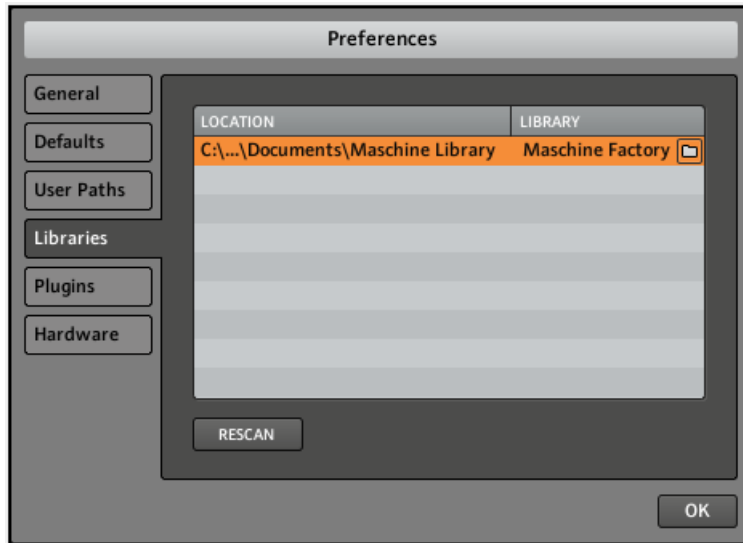 Preferences
General
Defaults
User Paths
Libraries
Plugins
Hardware
LOCATION LIBRARY
C:\...\Documents\Maschine Library Maschine Factory
RESCAN
OK